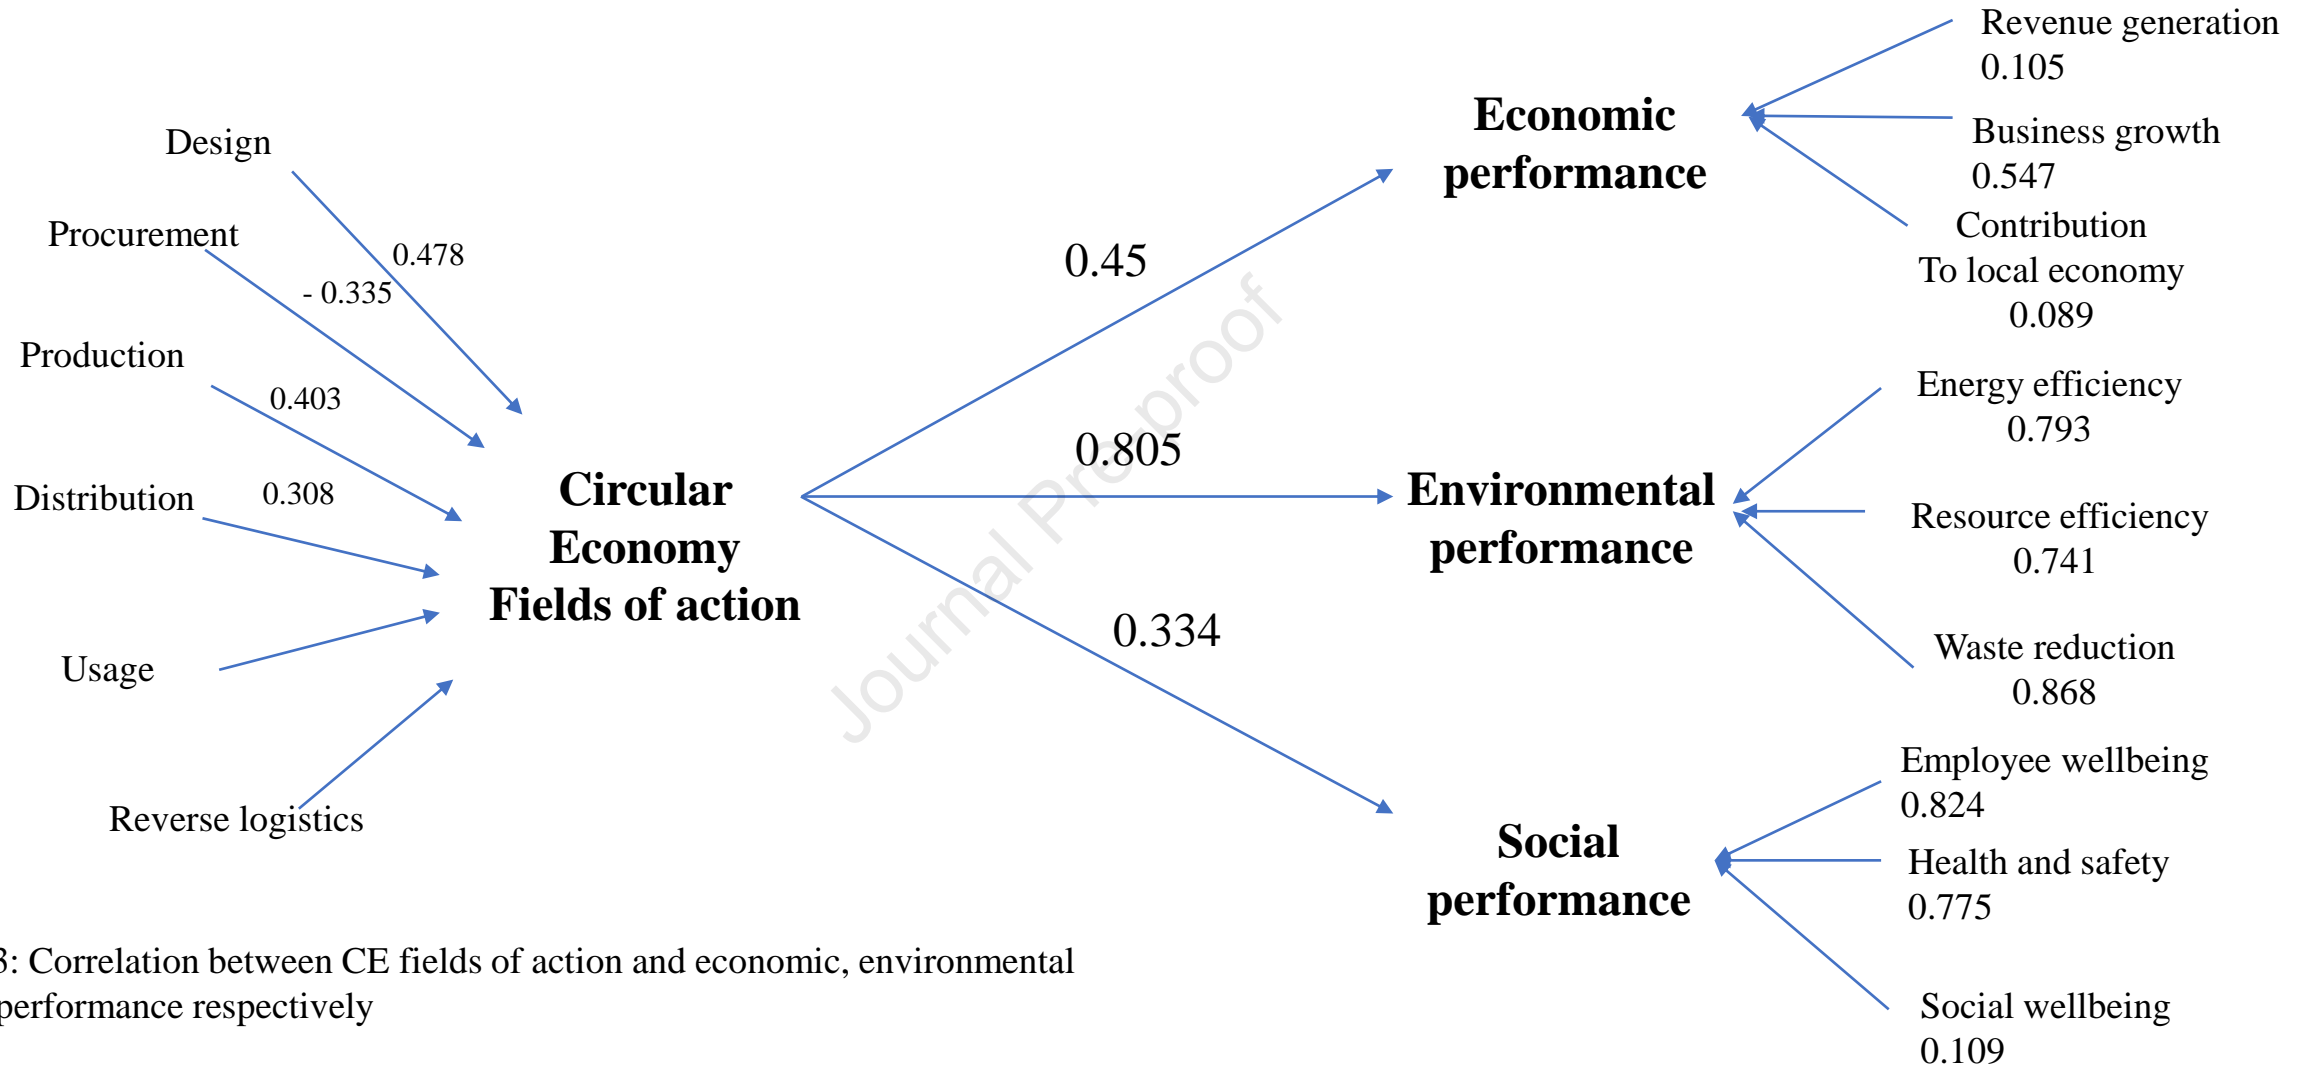 Design
Procurement
0.478
- 0.335
Production
0.403
Distribution
0.308
Usage
Reverse logistics
Circular
Economy
Fields of action
0.45
0.805
0.334
Economic
performance
Environmental
performance
Social
performance
Revenue generation
0.105
Business growth
0.547
Contribution
To local economy
0.089
Energy efficiency
0.793
Resource efficiency
0.741
Waste reduction
0.868
Employee wellbeing
0.824
Health and safety
0.775
Social wellbeing
0.109
Journal Pre-proof
3: Correlation between CE fields of action and economic, environmental
performance respectively